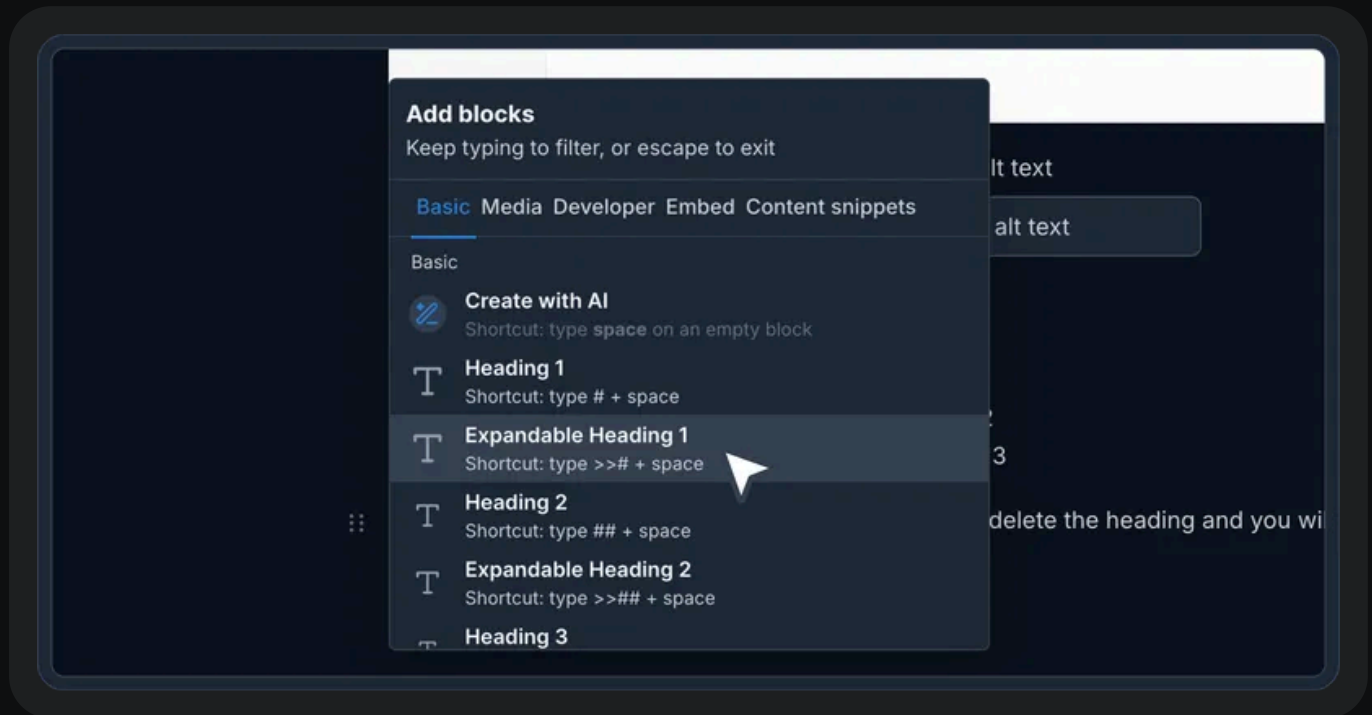 Add blocks
Keep typing to filter, or escape to exit
Basic Media Developer Embed Content snippets
Basic
Create with AI
Shortcut: type space on an empty block
Heading 1
Shortcut: type # + space
Expandable Heading 1
Shortcut: type >># + space
Heading 2
Shortcut: type ## + space
Expandable Heading 2
Shortcut: type >>## + space
Heading 3
text
alt text
3
delete the heading and you